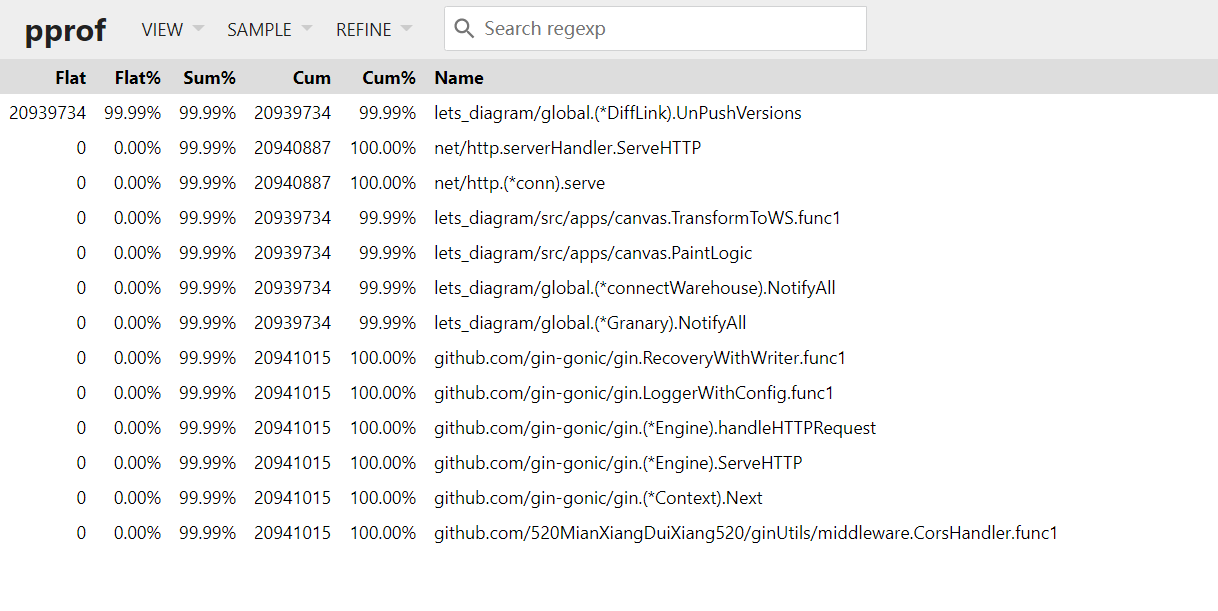 pprof VIEW SAMPLE REFINE Search regexp
Flat Flat% Sum% Cum Cum% Name
20939734 99.99% 99.99% 20939734 99.99% lets_diagram/global.(*DiffLink).UnPushVersions
0 0.00% 99.99% 20940887 100.00% net/http.serverHandler.ServeHTTP
0 0.00% 99.99% 20940887 100.00% net/http.(*conn).serve
0 0.00% 99.99% 20939734 99.99% lets_diagram/src/apps/canvas.TransformToWS.func1
0 0.00% 99.99% 20939734 99.99% lets_diagram/src/apps/canvas.PaintLogic
0 0.00% 99.99% 20939734 99.99% lets_diagram/global.(*connectWarehouse).NotifyAll
0 0.00% 99.99% 20939734 99.99% lets_diagram/global.(*Granary).NotifyAll
0 0.00% 99.99% 20941015 100.00% github.com/gin-gonic/gin.RecoveryWithWriter.func1
0 0.00% 99.99% 20941015 100.00% github.com/gin-gonic/gin.LoggerWithConfig.func1
0 0.00% 99.99% 20941015 100.00% github.com/gin-gonic/gin.(*Engine).handleHTTPRequest
0 0.00% 99.99% 20941015 100.00% github.com/gin-gonic/gin.(*Engine).ServeHTTP
0 0.00% 99.99% 20941015 100.00% github.com/gin-gonic/gin.(*Context).Next
0 0.00% 99.99% 20941015 100.00% github.com/520MianXiangDuiXiang520/ginUtils/middleware.CorsHandler.func1